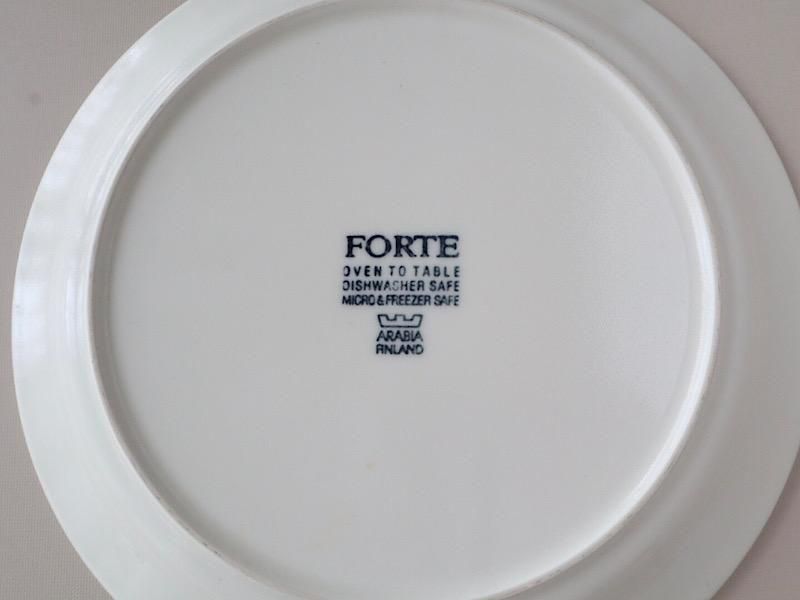 FORTE
OVEN TO TABLE
DISHWASHER SAFE
MICRO & FREEZER SAFE
ARABIA
FINLAND